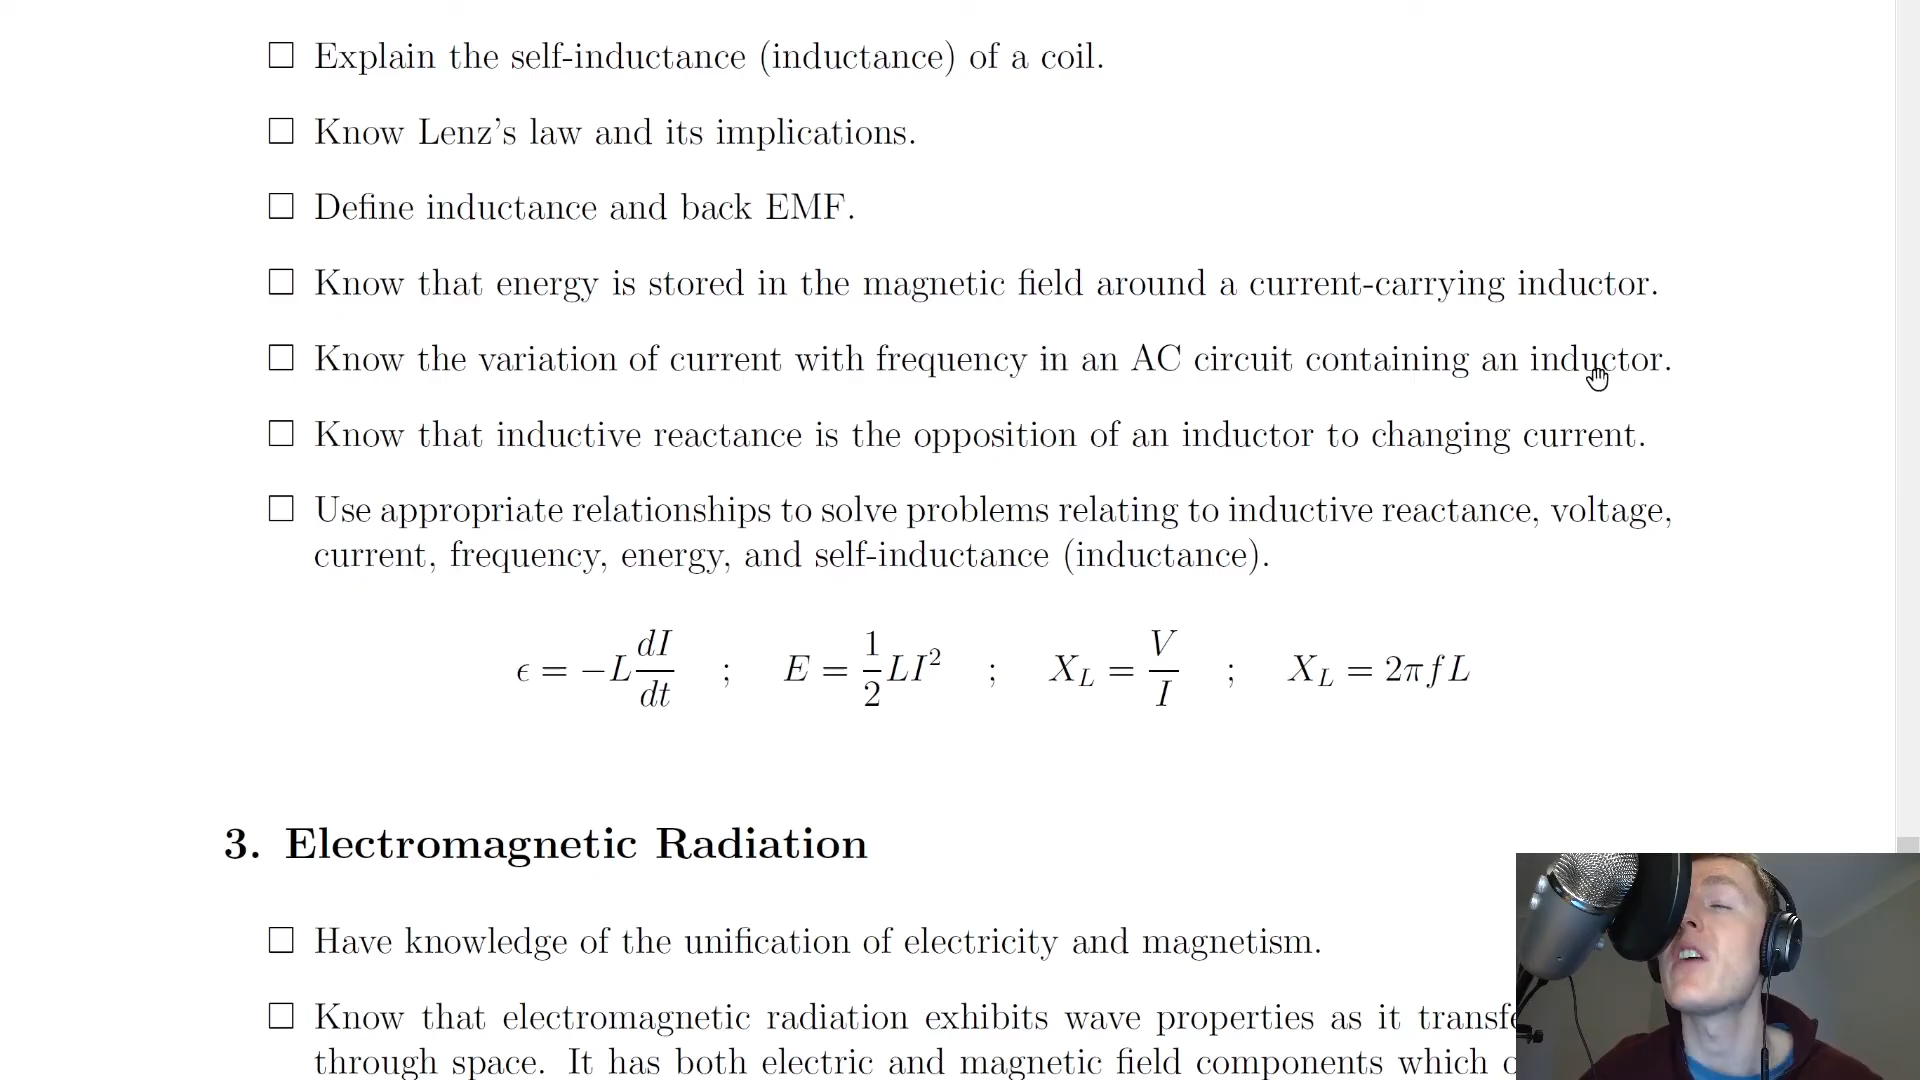 ☐ Explain the self-inductance (inductance) of a coil.
☐ Know Lenz's law and its implications.
☐ Define inductance and back EMF.
☐ Know that energy is stored in the magnetic field around a current-carrying inductor.
☐ Know the variation of current with frequency in an AC circuit containing an inductor.
☐ Know that inductive reactance is the opposition of an inductor to changing current.
☐ Use appropriate relationships to solve problems relating to inductive reactance, voltage,
current, frequency, energy, and self-inductance (inductance).
ϵ = −L dI/dt ; E = 1/2 LI² ; X_L = V/I ; X_L = 2πfL
3. Electromagnetic Radiation
☐ Have knowledge of the unification of electricity and magnetism.
☐ Know that electromagnetic radiation exhibits wave properties as it
through space. It has both electric and magnetic field components which